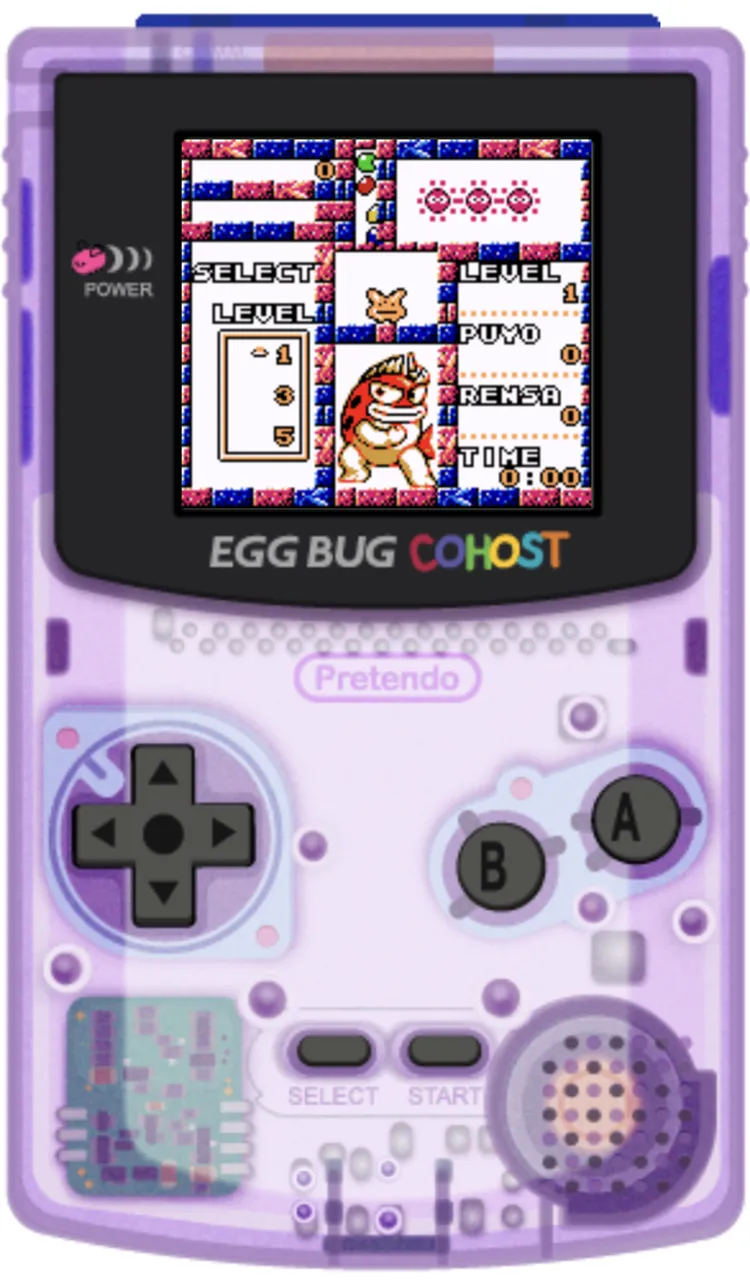 0
SELECT
LEVEL
1
3
5
LEVEL
1
PUYO
0
RENSA
0
TIME
0:00
POWER
EGG BUG COHOST
Pretendo
A
B
SELECT START